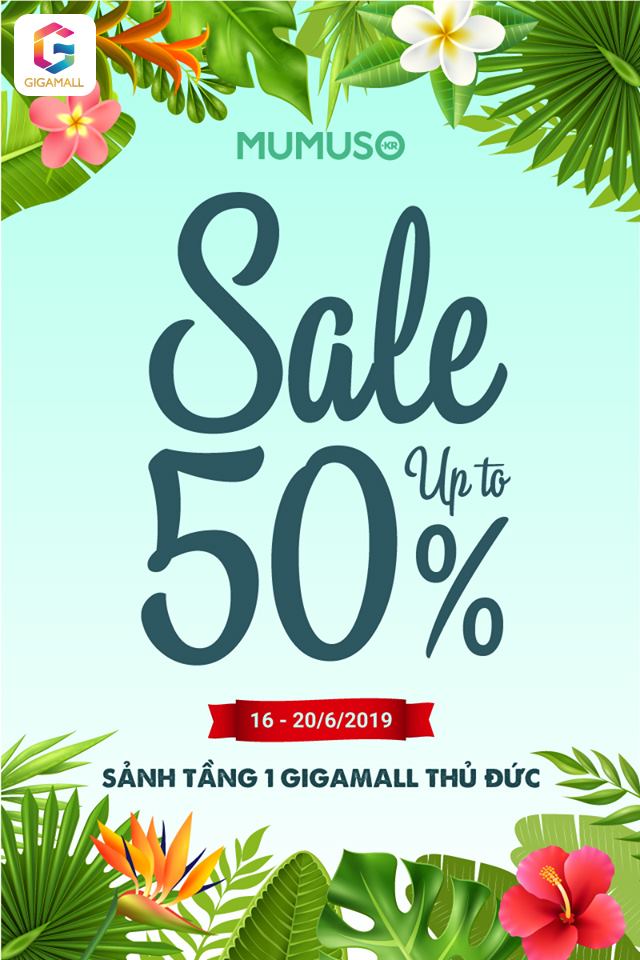 GIGAMALL
MUMUSO
.KR
Sale
Up to
50%
16 - 20/6/2019
SẢNH TẦNG 1 GIGAMALL THỦ ĐỨC